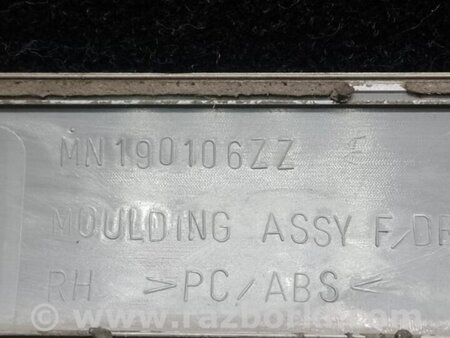 MN190106ZZ
MOULDING ASSY F/DR
RH >PC/ABS<
© www.razborka.com